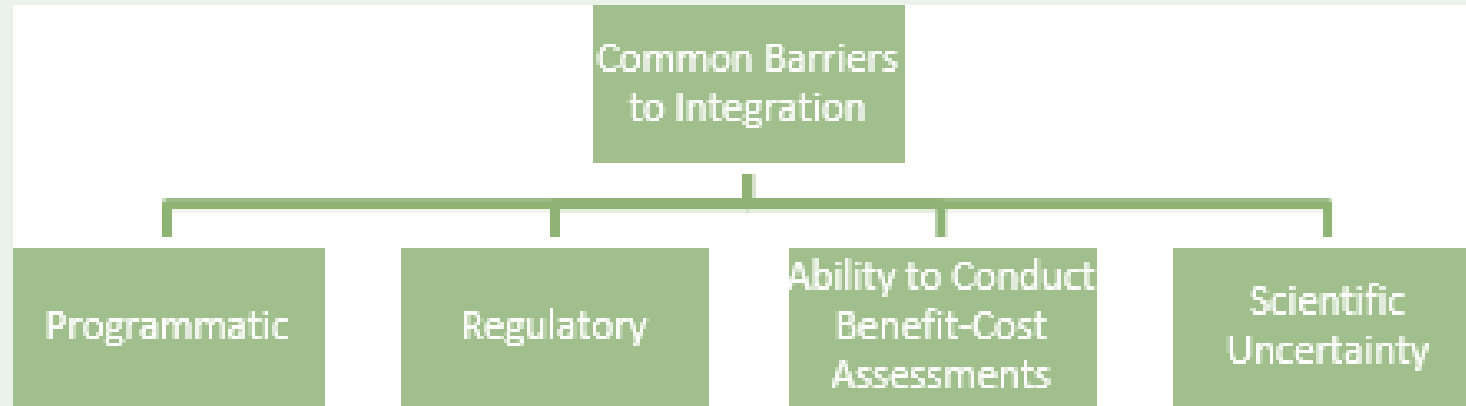 Common Barriers
to Integration
Programmatic
Regulatory
Ability to Conduct
Benefit-Cost
Assessments
Scientific
Uncertainty